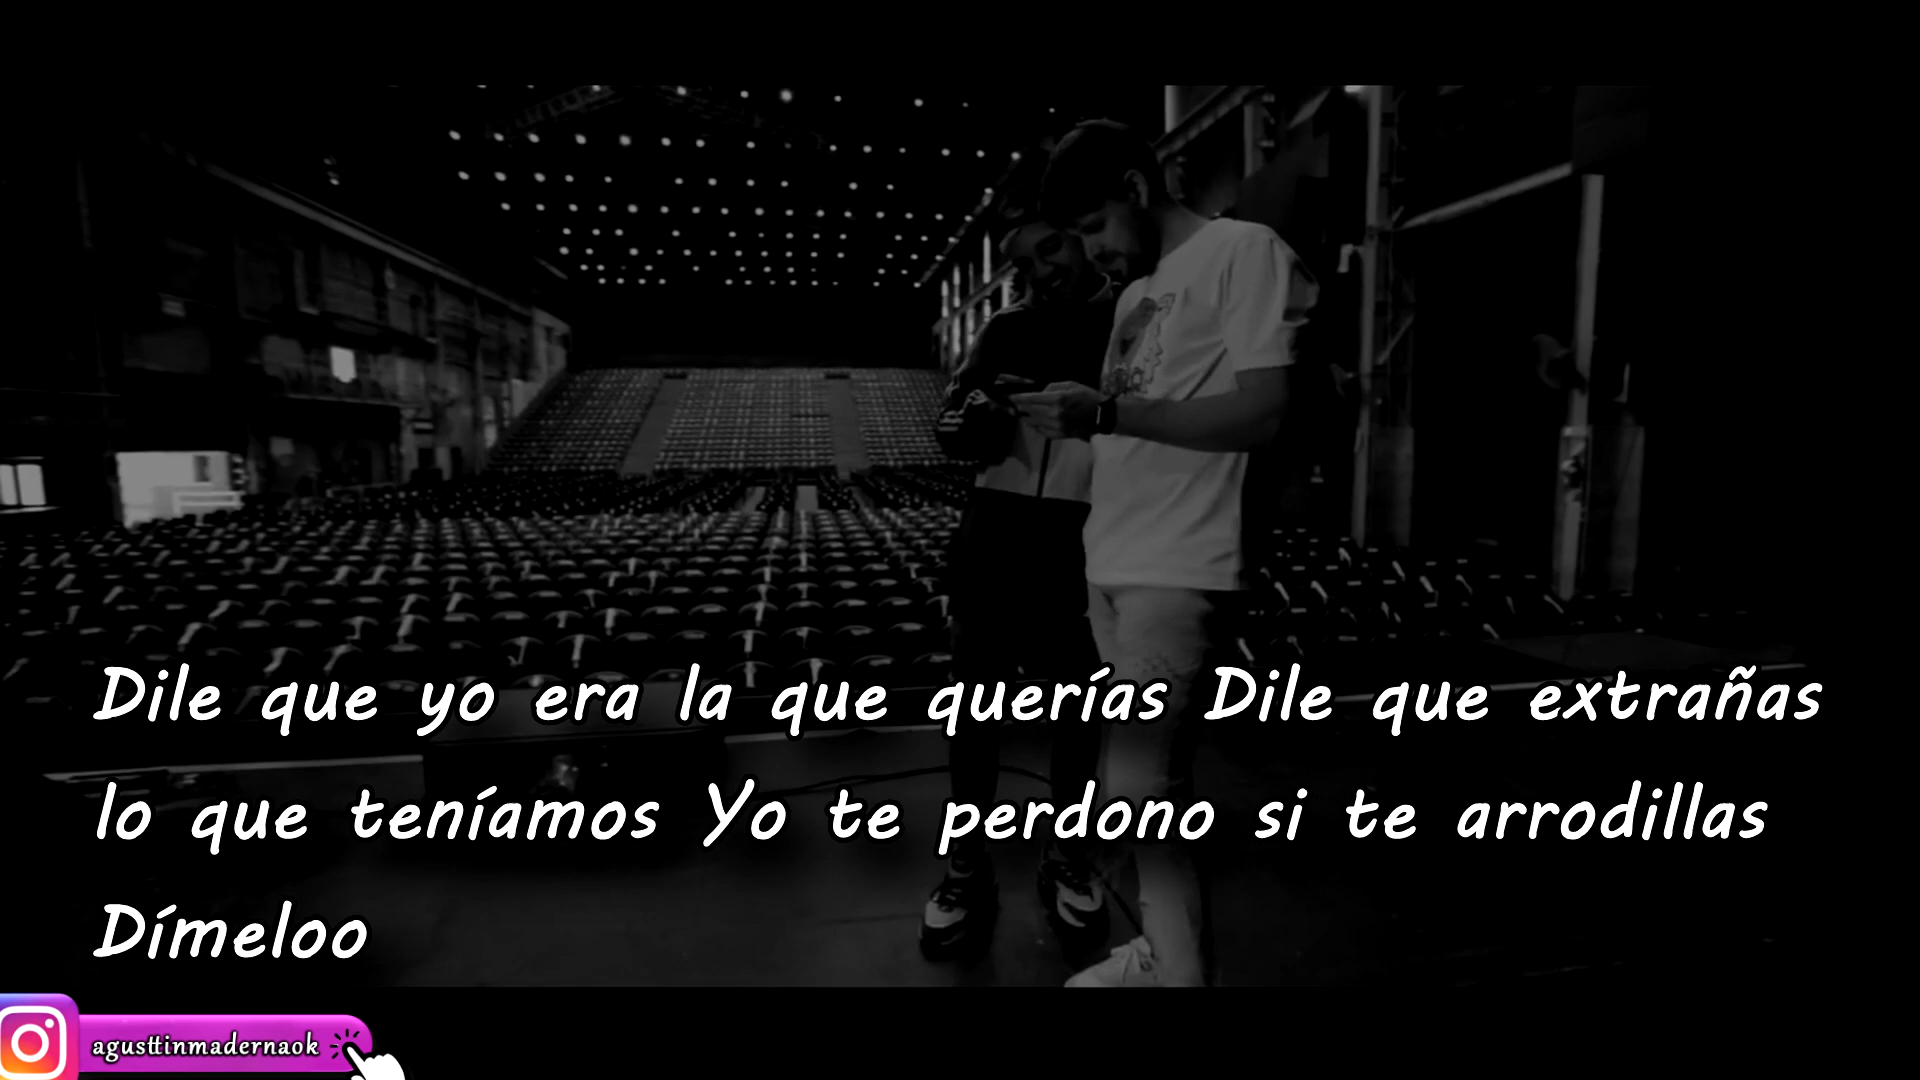 Dile que yo era la que querías Dile que extrañas
lo que teníamos Yo te perdono si te arrodillas
Dímeloo
agusttinmadernaok